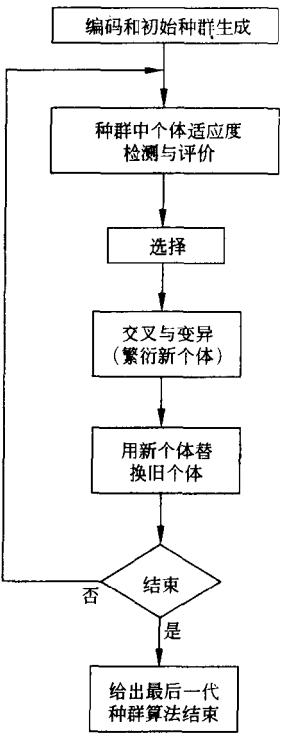 编码和初始种群生成
种群中个体适应度
检测与评价
选择
交叉与变异
(繁衍新个体)
用新个体替
换旧个体
结束
否
是
给出最后一代
种群算法结束